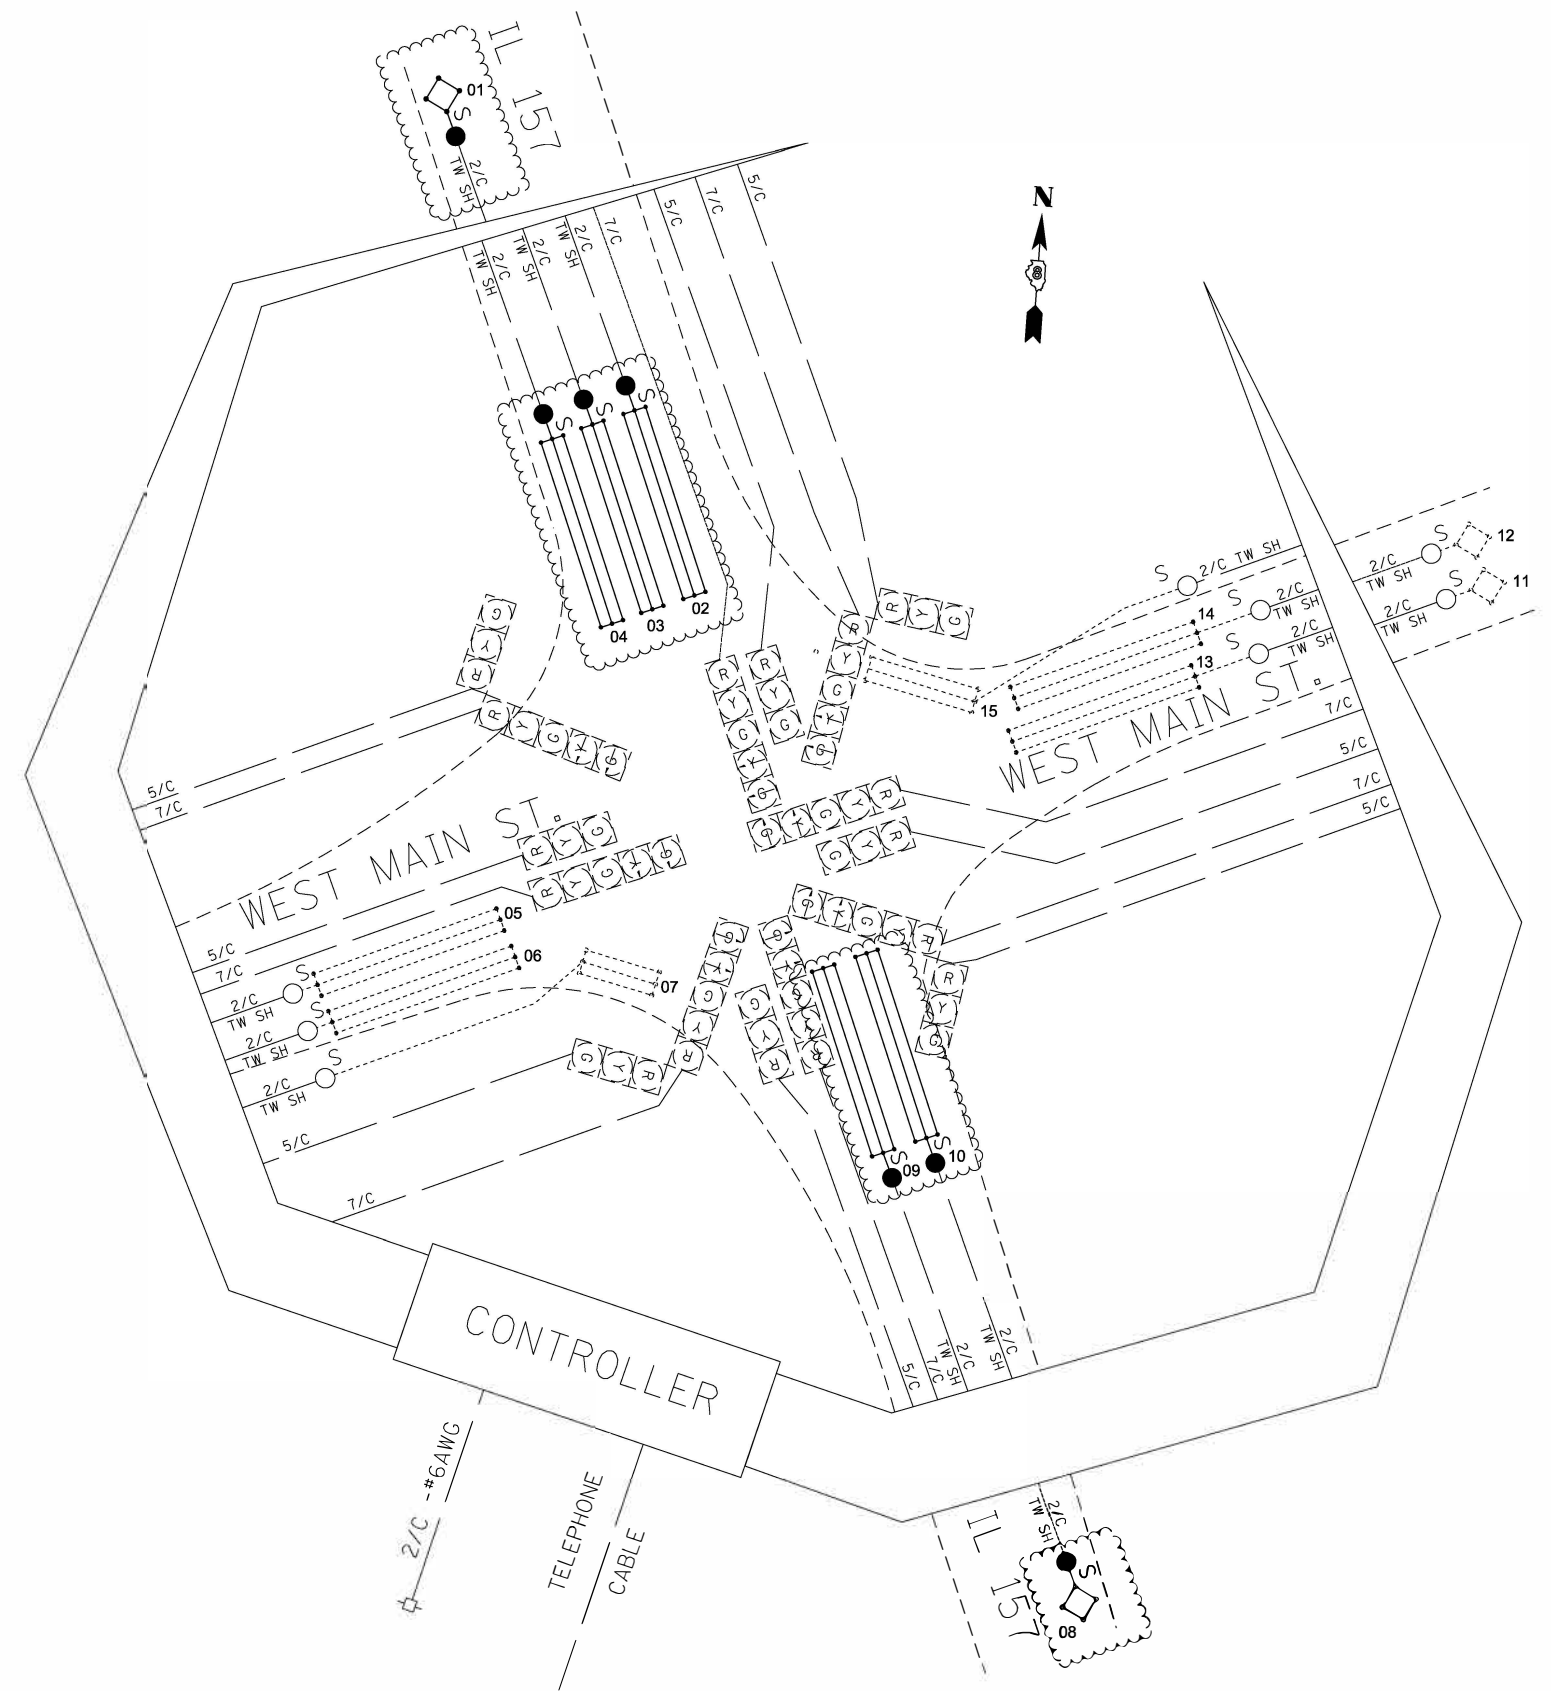 IL 157
01
S
2/C
TW SH
2/C
TW SH
2/C
TW SH
2/C
TW SH
7/C
5/C
7/C
5/C
N
8
S
S
S
04
03
02
12
11
S
S
2/C
TW SH
2/C
TW SH
S
2/C TW SH
S
2/C
TW SH
S
2/C
TW SH
14
13
15
WEST MAIN ST.
7/C
5/C
7/C
5/C
R Y G
R Y G
R Y G
R Y G
R Y G
R Y G
R Y G
5/C
7/C
WEST MAIN ST.
R Y G
R Y G
R Y G
R Y G
5/C
7/C
05
06
07
S
2/C
TW SH
S
2/C
TW SH
S
2/C
TW SH
5/C
7/C
R Y G
R Y G
R Y G
R Y G
R Y G
R Y G
S
09
S
10
5/C
7/C
2/C
TW SH
2/C
TW SH
CONTROLLER
2/C - #6AWG
TELEPHONE
CABLE
IL 157
2/C
TW SH
S
08